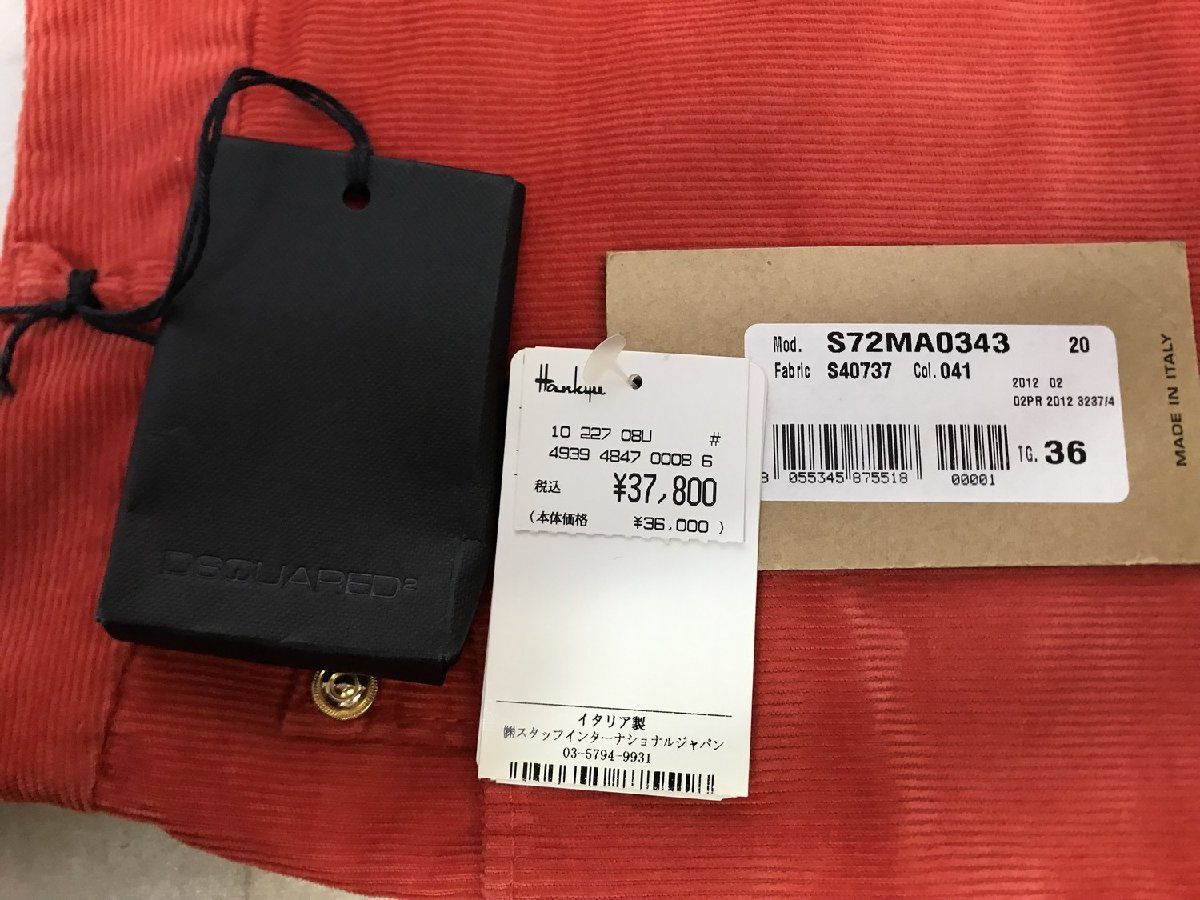 DSQUARED²
Hankyu
10 227 08U #
4939 4847 0008 6
税込 ¥37,800
(本体価格 ¥36,000 )
イタリア製
㈱スタッフインターナショナルジャパン
03-5794-9931
Mod. S72MA0343 20
Fabric S40737 Col.041
2012 02
02PR 2012 3237/4
8 055345 875518 00001 TG. 36
MADE IN ITALY